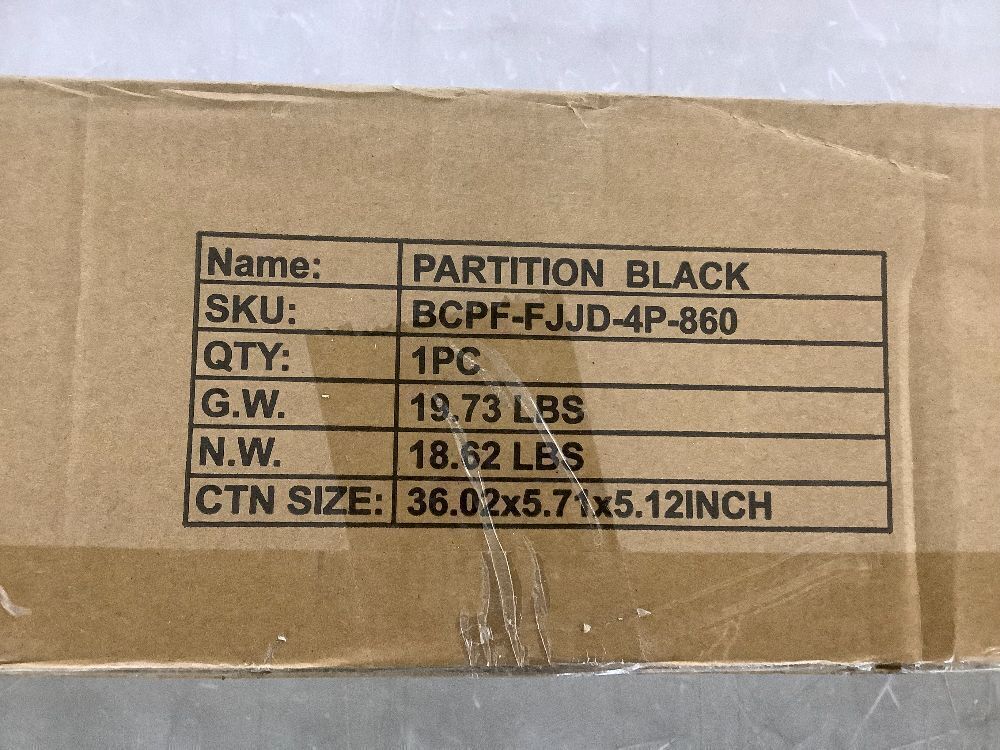 Name: PARTITION BLACK
SKU: BCPF-FJJD-4P-860
QTY: 1PC
G.W. 19.73 LBS
N.W. 18.62 LBS
CTN SIZE: 36.02x5.71x5.12INCH